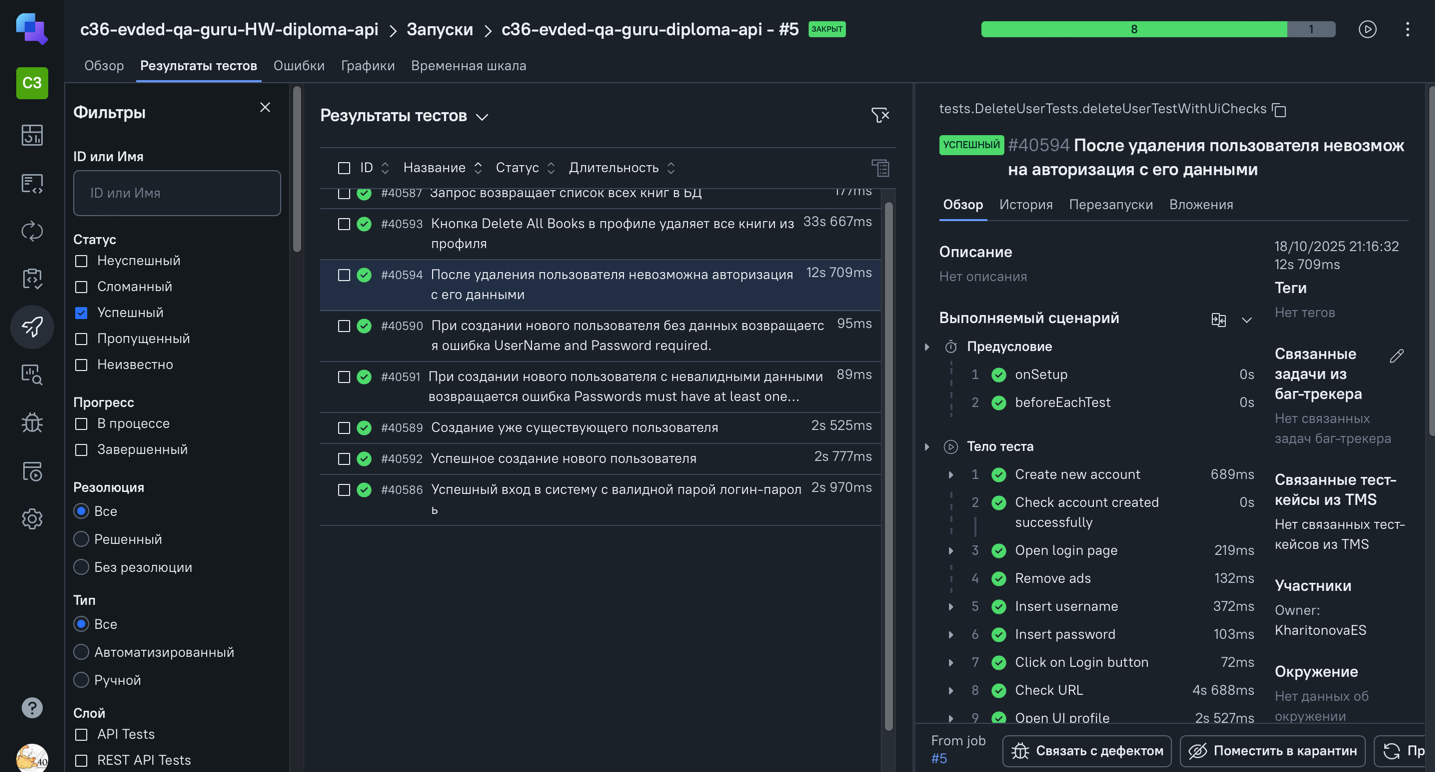 c36-evded-qa-guru-HW-diploma-api
Запуски
c36-evded-qa-guru-diploma-api - #5
ЗАКРЫТ
8
1
Обзор
Результаты тестов
Ошибки
Графики
Временная шкала
C3
Фильтры
ID или Имя
ID или Имя
Статус
Неуспешный
Сломанный
Успешный
Пропущенный
Неизвестно
Прогресс
В процессе
Завершенный
Резолюция
Все
Решенный
Без резолюции
Тип
Все
Автоматизированный
Ручной
Слой
API Tests
REST API Tests
Результаты тестов
ID
Название
Статус
Длительность
#40587 Запрос возвращает список всех книг в БД 177ms
#40593 Кнопка Delete All Books в профиле удаляет все книги из 33s 667ms
профиля
#40594 После удаления пользователя невозможна авторизация 12s 709ms
с его данными
#40590 При создании нового пользователя без данных возвращаетс 95ms
я ошибка UserName and Password required.
#40591 При создании нового пользователя с невалидными данными 89ms
возвращается ошибка Passwords must have at least one...
#40589 Создание уже существующего пользователя 2s 525ms
#40592 Успешное создание нового пользователя 2s 777ms
#40586 Успешный вход в систему с валидной парой логин-парол 2s 970ms
ь
tests.DeleteUserTests.deleteUserTestWithUiChecks
УСПЕШНЫЙ #40594 После удаления пользователя невозмож
на авторизация с его данными
Обзор
История
Перезапуски
Вложения
Описание
Нет описания
Выполняемый сценарий
Предусловие
1 onSetup 0s
2 beforeEachTest 0s
Тело теста
1 Create new account 689ms
2 Check account created 0s
successfully
3 Open login page 219ms
4 Remove ads 132ms
5 Insert username 372ms
6 Insert password 103ms
7 Click on Login button 72ms
8 Check URL 4s 688ms
9 Open UI profile 2s 527ms
18/10/2025 21:16:32
12s 709ms
Теги
Нет тегов
Связанные
задачи из
баг-трекера
Нет связанных
задач баг-трекера
Связанные тест-
кейсы из TMS
Нет связанных тест-
кейсов из TMS
Участники
Owner:
KharitonovaES
Окружение
Нет данных об
окружении
From job
#5
Связать с дефектом
Поместить в карантин
Пр
?